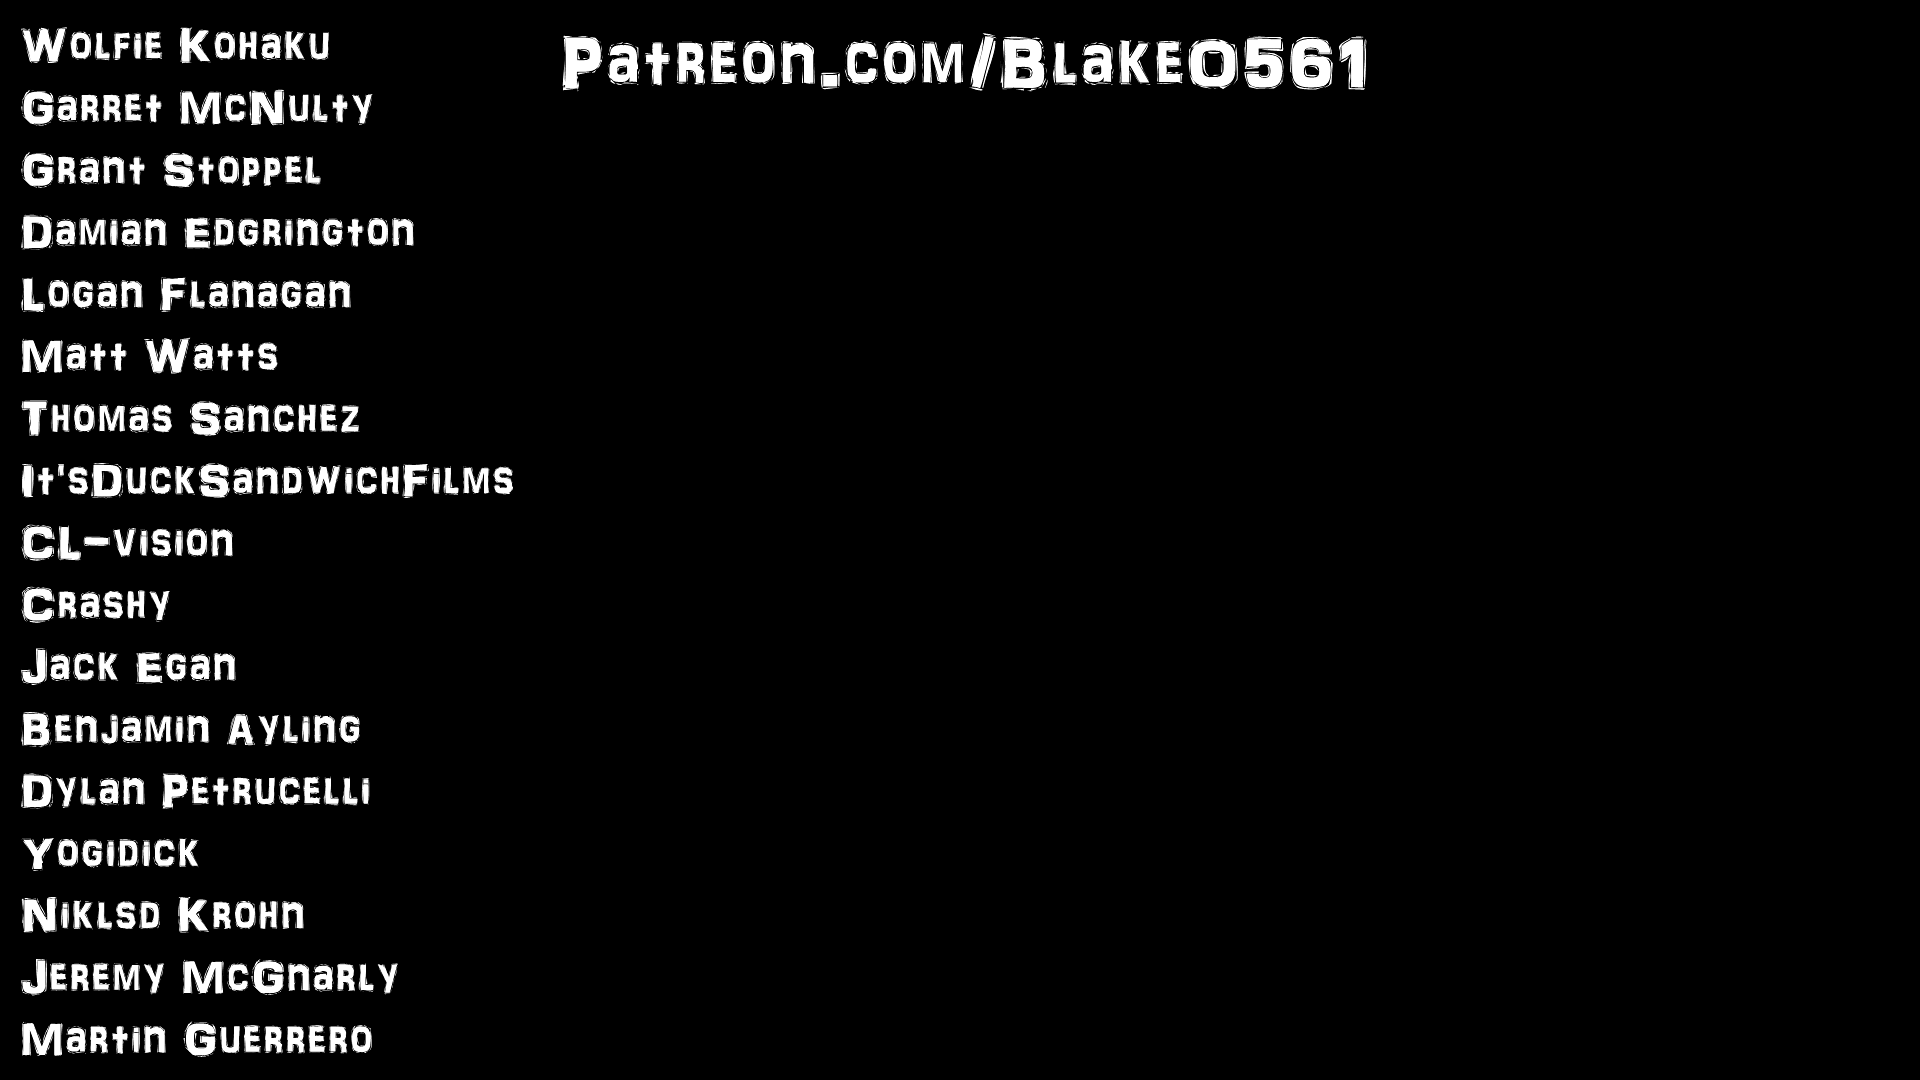 Wolfie Kohaku
Patreon.com/Blake0561
Garret McNulty
Grant Stoppel
Damian Edgrington
Logan Flanagan
Matt Watts
Thomas Sanchez
It'sDuckSandwichFilms
CL-vision
Crashy
Jack Egan
Benjamin Ayling
Dylan Petrucelli
Yogidick
Niklsd Krohn
Jeremy McGnarly
Martin Guerrero